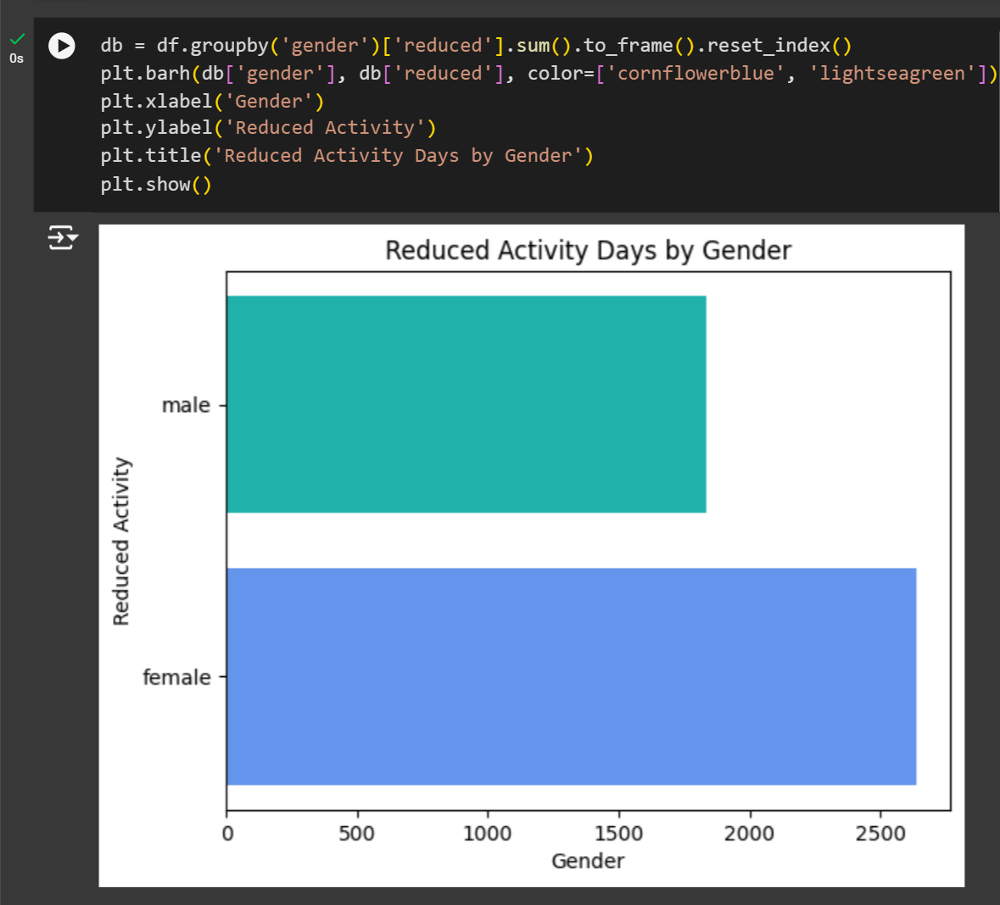 db = df.groupby('gender')['reduced'].sum().to_frame().reset_index()
plt.barh(db['gender'], db['reduced'], color=['cornflowerblue', 'lightseagreen'])
plt.xlabel('Gender')
plt.ylabel('Reduced Activity')
plt.title('Reduced Activity Days by Gender')
plt.show()
0s
Reduced Activity Days by Gender
male
female
Reduced Activity
0 500 1000 1500 2000 2500
Gender